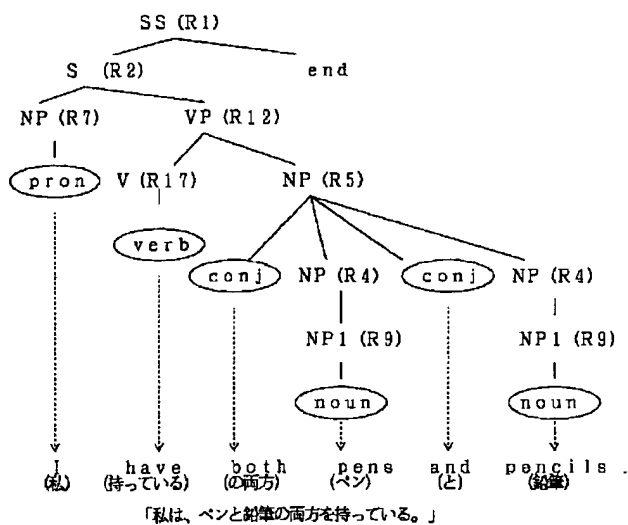 SS (R1)
S (R2) end
NP (R7) VP (R12)
pron V (R17) NP (R5)
verb
conj NP (R4) conj NP (R4)
NP1 (R9) NP1 (R9)
noun noun
I have both pens and pencils.
(私) (持っている) (の両方) (ペン) (と) (鉛筆)
「私は、ペンと鉛筆の両方を持っている。」